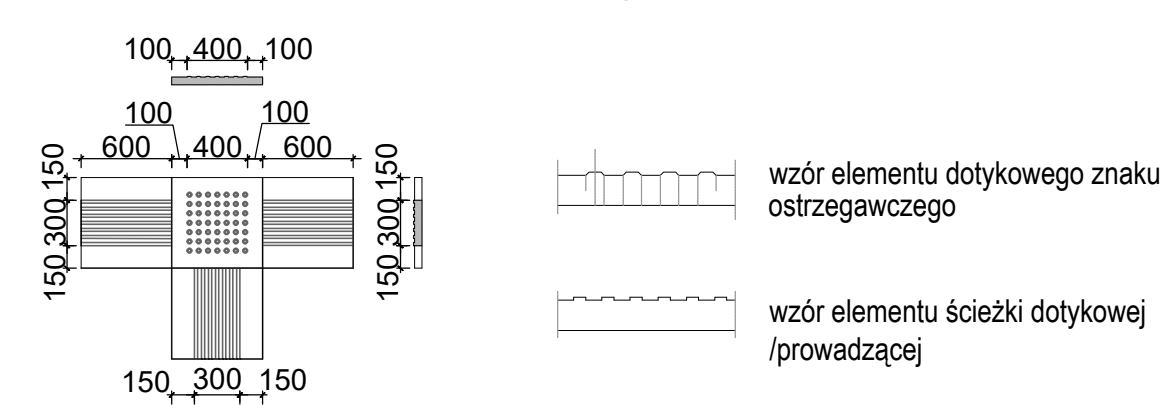 100 400 100
100 100
600 400 600
150
300
150
150
300
150
150 300 150
wzór elementu dotykowego znaku
ostrzegawczego
wzór elementu ścieżki dotykowej
/prowadzącej